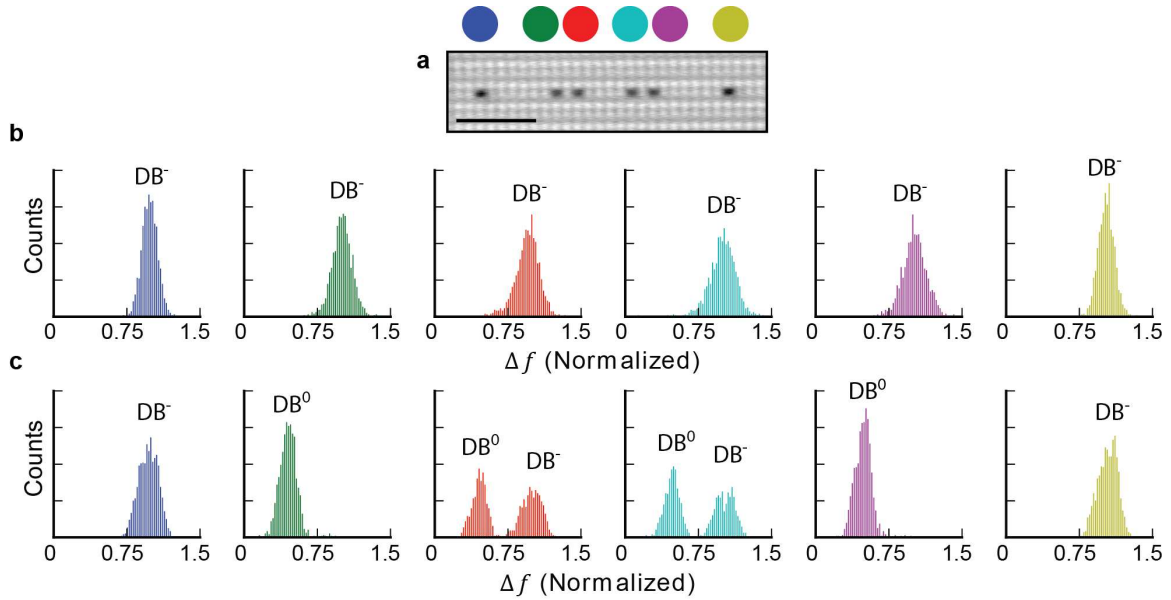 a
b
DB⁻ DB⁻ DB⁻ DB⁻ DB⁻ DB⁻
Counts
0 0.75 1.5 0 0.75 1.5 0 0.75 1.5 0 0.75 1.5 0 0.75 1.5 0 0.75 1.5
Δf (Normalized)
c
DB⁻ DB⁰ DB⁰ DB⁻ DB⁰ DB⁻ DB⁰ DB⁻
Counts
0 0.75 1.5 0 0.75 1.5 0 0.75 1.5 0 0.75 1.5 0 0.75 1.5 0 0.75 1.5
Δf (Normalized)